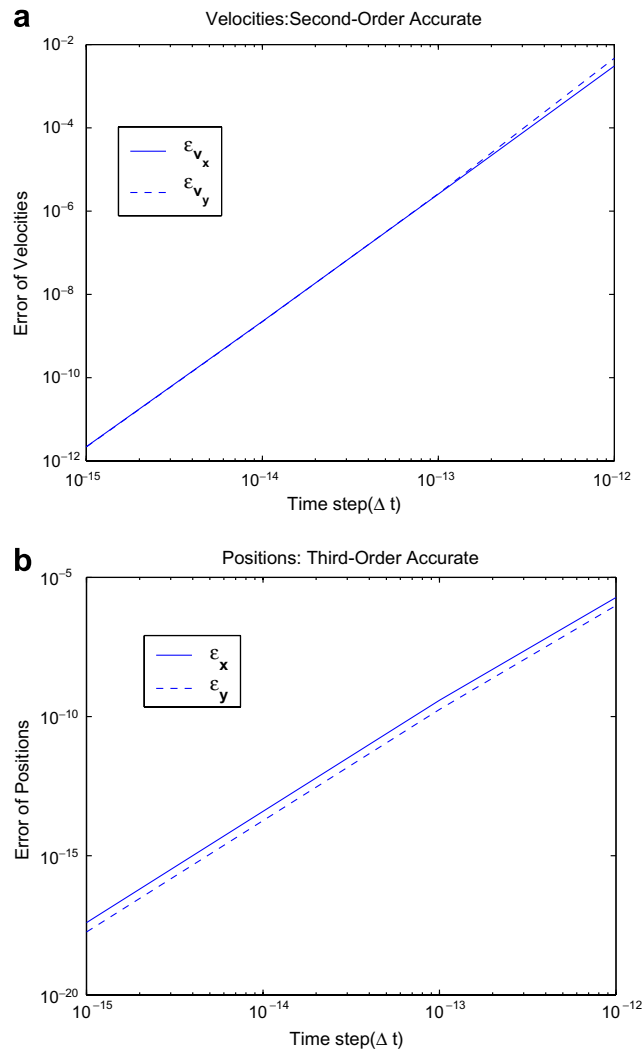 a
Velocities:Second-Order Accurate
10^-2
10^-4
10^-6
10^-8
10^-10
10^-12
Error of Velocities
ε_v_x
ε_v_y
10^-15
10^-14
10^-13
10^-12
Time step(Δ t)
b
Positions: Third-Order Accurate
10^-5
10^-10
10^-15
10^-20
Error of Positions
ε_x
ε_y
10^-15
10^-14
10^-13
10^-12
Time step(Δ t)